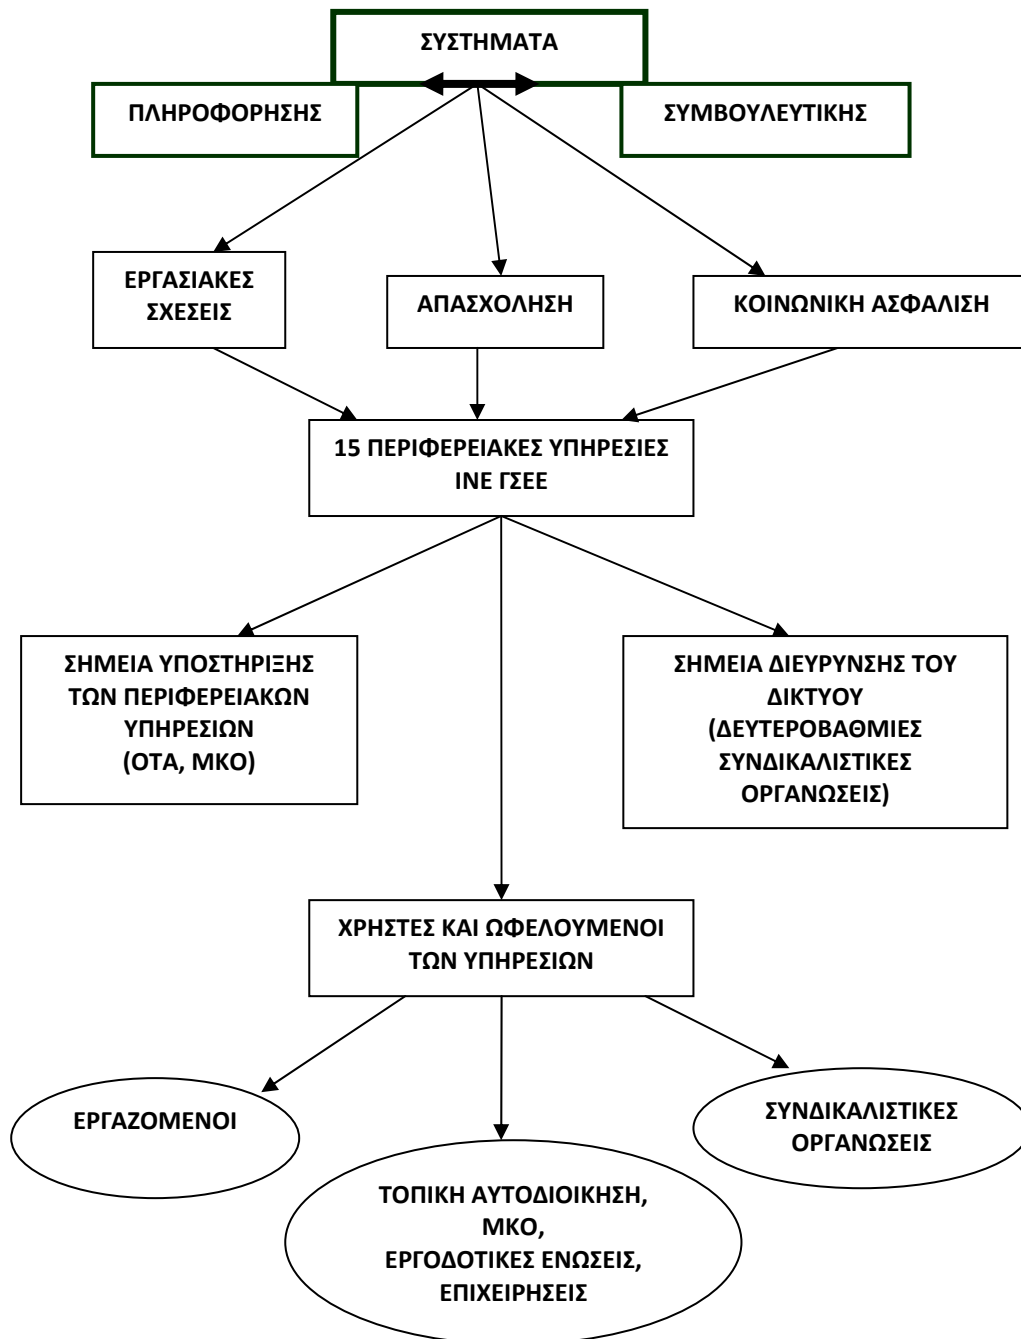 ΣΥΣΤΗΜΑΤΑ
ΠΛΗΡΟΦΟΡΗΣΗΣ
ΣΥΜΒΟΥΛΕΥΤΙΚΗΣ
ΕΡΓΑΣΙΑΚΕΣ
ΣΧΕΣΕΙΣ
ΑΠΑΣΧΟΛΗΣΗ
ΚΟΙΝΩΝΙΚΗ ΑΣΦΑΛΙΣΗ
15 ΠΕΡΙΦΕΡΕΙΑΚΕΣ ΥΠΗΡΕΣΙΕΣ
ΙΝΕ ΓΣΕΕ
ΣΗΜΕΙΑ ΥΠΟΣΤΗΡΙΞΗΣ
ΤΩΝ ΠΕΡΙΦΕΡΕΙΑΚΩΝ
ΥΠΗΡΕΣΙΩΝ
(ΟΤΑ, ΜΚΟ)
ΣΗΜΕΙΑ ΔΙΕΥΡΥΝΣΗΣ ΤΟΥ
ΔΙΚΤΥΟΥ
(ΔΕΥΤΕΡΟΒΑΘΜΙΕΣ
ΣΥΝΔΙΚΑΛΙΣΤΙΚΕΣ
ΟΡΓΑΝΩΣΕΙΣ)
ΧΡΗΣΤΕΣ ΚΑΙ ΩΦΕΛΟΥΜΕΝΟΙ
ΤΩΝ ΥΠΗΡΕΣΙΩΝ
ΕΡΓΑΖΟΜΕΝΟΙ
ΣΥΝΔΙΚΑΛΙΣΤΙΚΕΣ
ΟΡΓΑΝΩΣΕΙΣ
ΤΟΠΙΚΗ ΑΥΤΟΔΙΟΙΚΗΣΗ,
ΜΚΟ,
ΕΡΓΟΔΟΤΙΚΕΣ ΕΝΩΣΕΙΣ,
ΕΠΙΧΕΙΡΗΣΕΙΣ